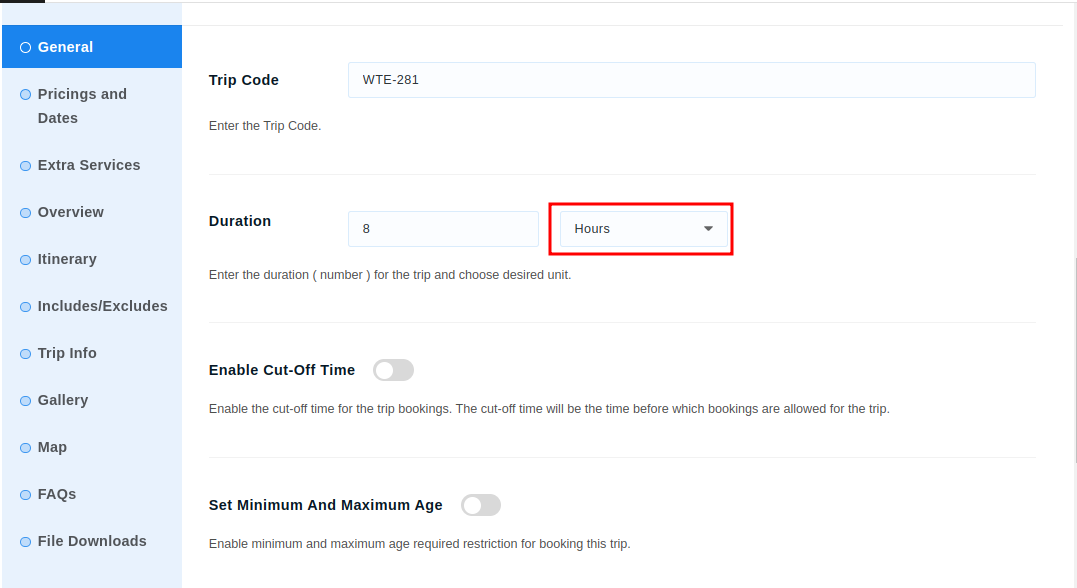 General
Pricings and
Dates
Extra Services
Overview
Itinerary
Includes/Excludes
Trip Info
Gallery
Map
FAQs
File Downloads
Trip Code
WTE-281
Enter the Trip Code.
Duration
8
Hours
Enter the duration ( number ) for the trip and choose desired unit.
Enable Cut-Off Time
Enable the cut-off time for the trip bookings. The cut-off time will be the time before which bookings are allowed for the trip.
Set Minimum And Maximum Age
Enable minimum and maximum age required restriction for booking this trip.